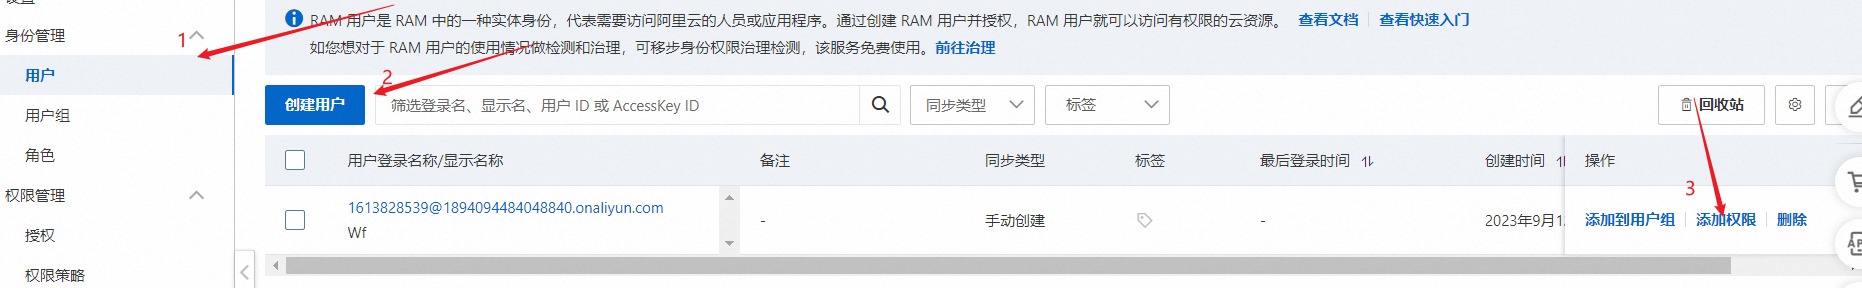 设置
身份管理
1
用户
用户组
角色
权限管理
授权
权限策略
RAM 用户是 RAM 中的一种实体身份，代表需要访问阿里云的人员或应用程序。通过创建 RAM 用户并授权，RAM 用户就可以访问有权限的云资源。 查看文档 查看快速入门
如您想对于 RAM 用户的使用情况做检测和治理，可移步身份权限治理检测，该服务免费使用。前往治理
2
创建用户 筛选登录名、显示名、用户 ID 或 AccessKey ID 同步类型 标签 回收站
用户登录名称/显示名称 备注 同步类型 标签 最后登录时间 创建时间 操作
3
1613828539@1894094484048840.onaliyun.com
Wf
- 手动创建 - 2023年9月1 添加到用户组 添加权限 删除